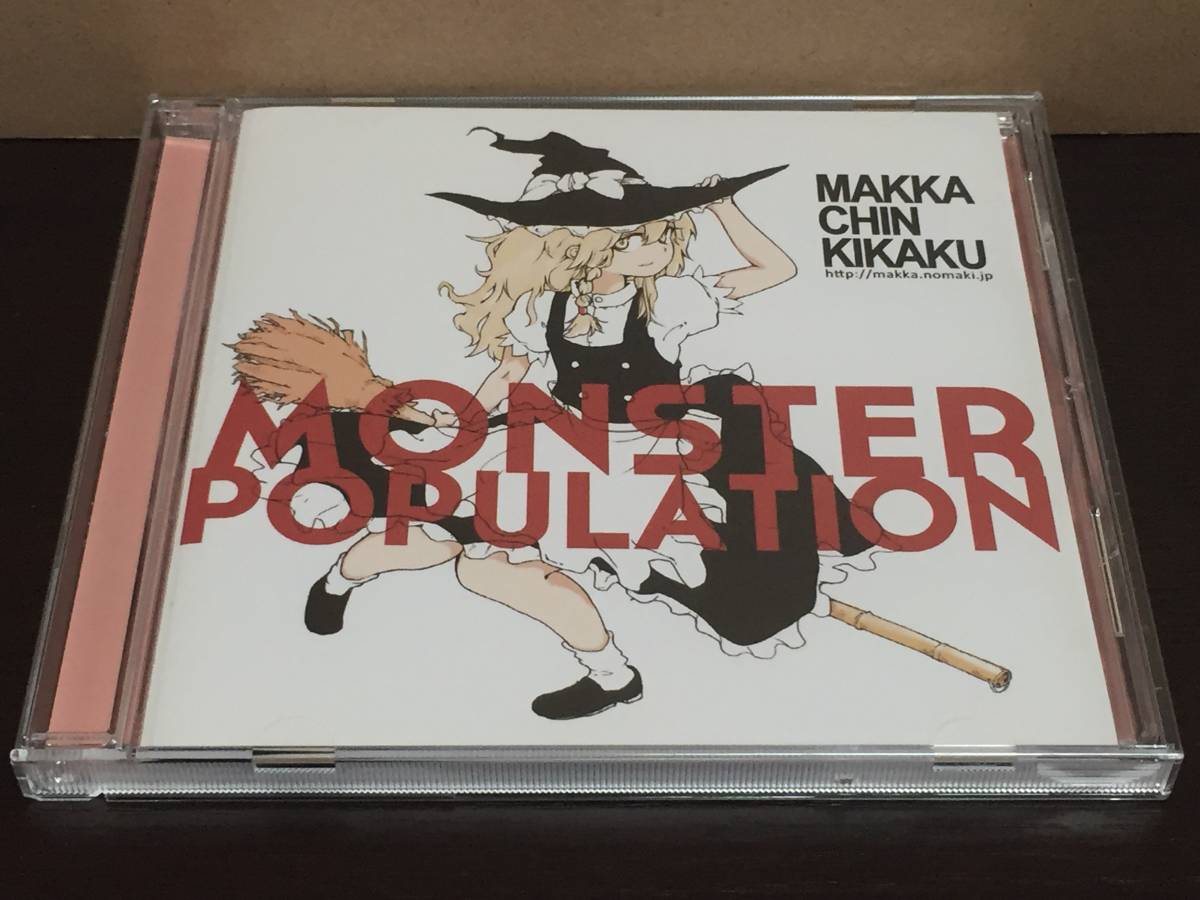 MAKKA
CHIN
KIKAKU
http://makka.nomaki.jp
MONSTER
POPULATION